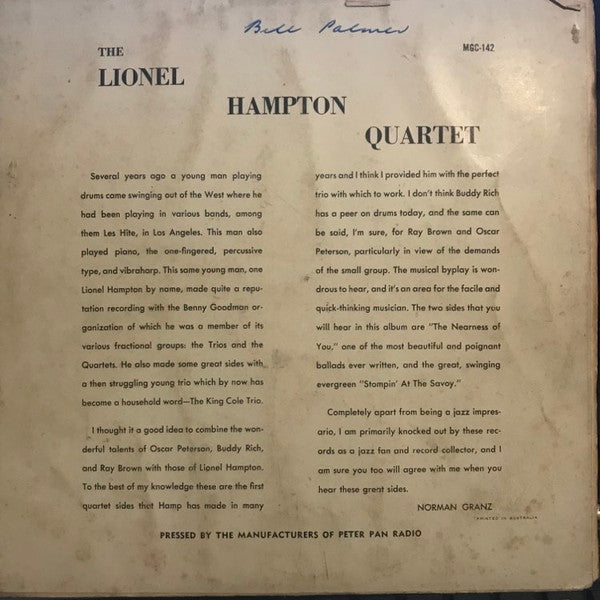 Bill Palmer
THE
MGC-142
LIONEL
HAMPTON
QUARTET
Several years ago a young man playing
drums came swinging out of the West where he
had been playing in various bands, among
them Les Hite, in Los Angeles. This man also
played piano, the one-fingered, percussive
type, and vibraharp. This same young man, one
Lionel Hampton by name, made quite a repu-
tation recording with the Benny Goodman or-
ganization of which he was a member of its
various fractional groups: the Trios and the
Quartets. He also made some great sides with
a then struggling young trio which by now has
become a household word—The King Cole Trio.
I thought it a good idea to combine the won-
derful talents of Oscar Peterson, Buddy Rich,
and Ray Brown with those of Lionel Hampton.
To the best of my knowledge these are the first
quartet sides that Hamp has made in many
years and I think I provided him with the perfect
trio with which to work. I don't think Buddy Rich
has a peer on drums today, and the same can
be said, I'm sure, for Ray Brown and Oscar
Peterson, particularly in view of the demands
of the small group. The musical byplay is won-
drous to hear, and it's an area for the facile and
quick-thinking musician. The two sides that you
will hear in this album are "The Nearness of
You," one of the most beautiful and poignant
ballads ever written, and the great, swinging
evergreen "Stompin' At The Savoy."
Completely apart from being a jazz impres-
ario, I am primarily knocked out by these rec-
ords as a jazz fan and record collector, and I
am sure you too will agree with me when you
hear these great sides.
NORMAN GRANZ
PRINTED IN AUSTRALIA
PRESSED BY THE MANUFACTURERS OF PETER PAN RADIO